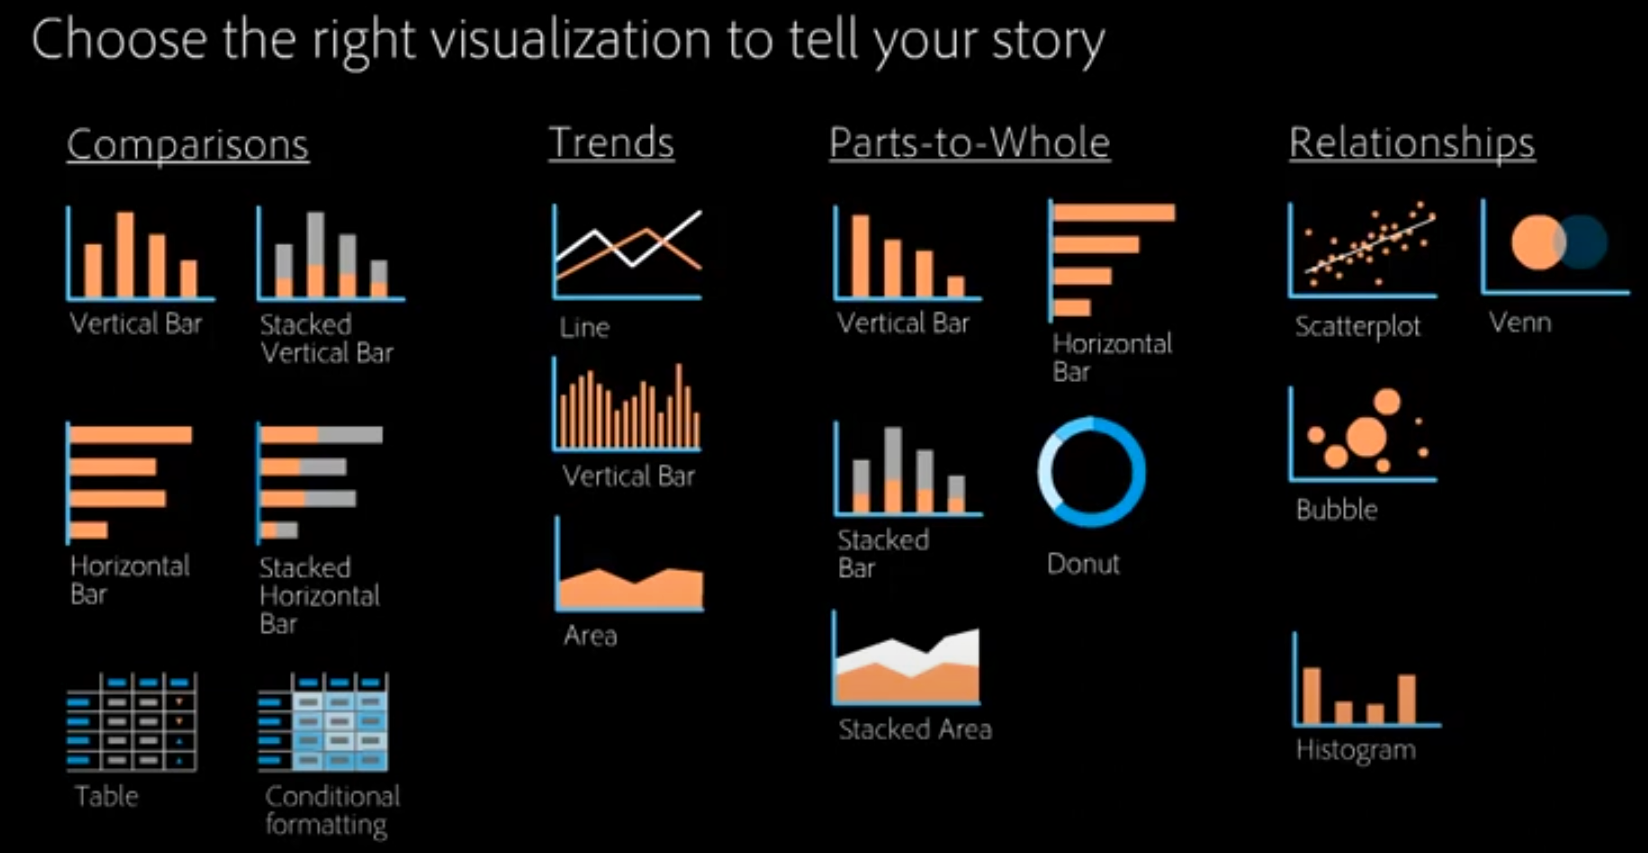 Choose the right visualization to tell your story
Comparisons
Vertical Bar
Stacked
Vertical Bar
Horizontal
Bar
Stacked
Horizontal
Bar
Table
Conditional
formatting
Trends
Line
Vertical Bar
Area
Parts-to-Whole
Vertical Bar
Horizontal
Bar
Stacked
Bar
Donut
Stacked Area
Relationships
Scatterplot
Venn
Bubble
Histogram